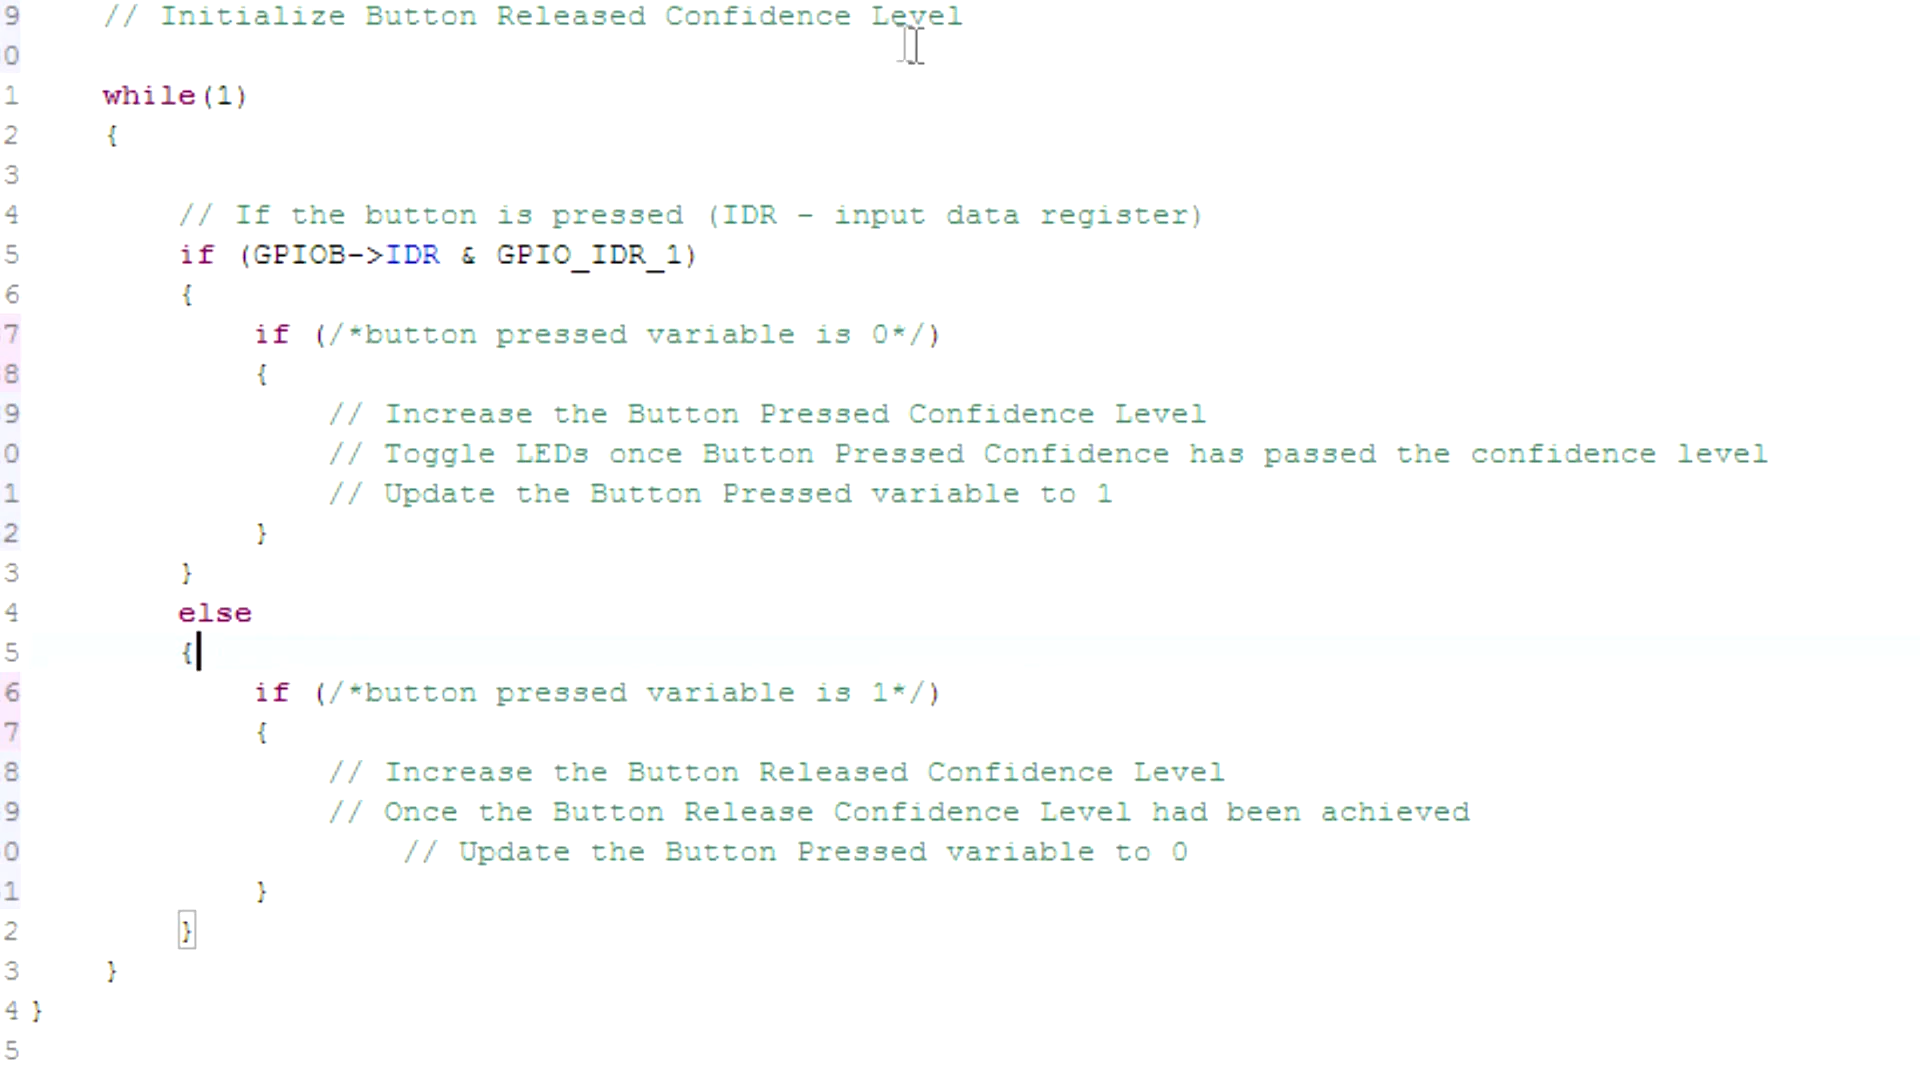 9 // Initialize Button Released Confidence Level
0
1 while(1)
2 {
3
4 // If the button is pressed (IDR - input data register)
5 if (GPIOB->IDR & GPIO_IDR_1)
6 {
7 if (/*button pressed variable is 0*/)
8 {
9 // Increase the Button Pressed Confidence Level
0 // Toggle LEDs once Button Pressed Confidence has passed the confidence level
1 // Update the Button Pressed variable to 1
2 }
3 }
4 else
5 {
6 if (/*button pressed variable is 1*/)
7 {
8 // Increase the Button Released Confidence Level
9 // Once the Button Release Confidence Level had been achieved
0 // Update the Button Pressed variable to 0
1 }
2 }
3 }
4 }
5